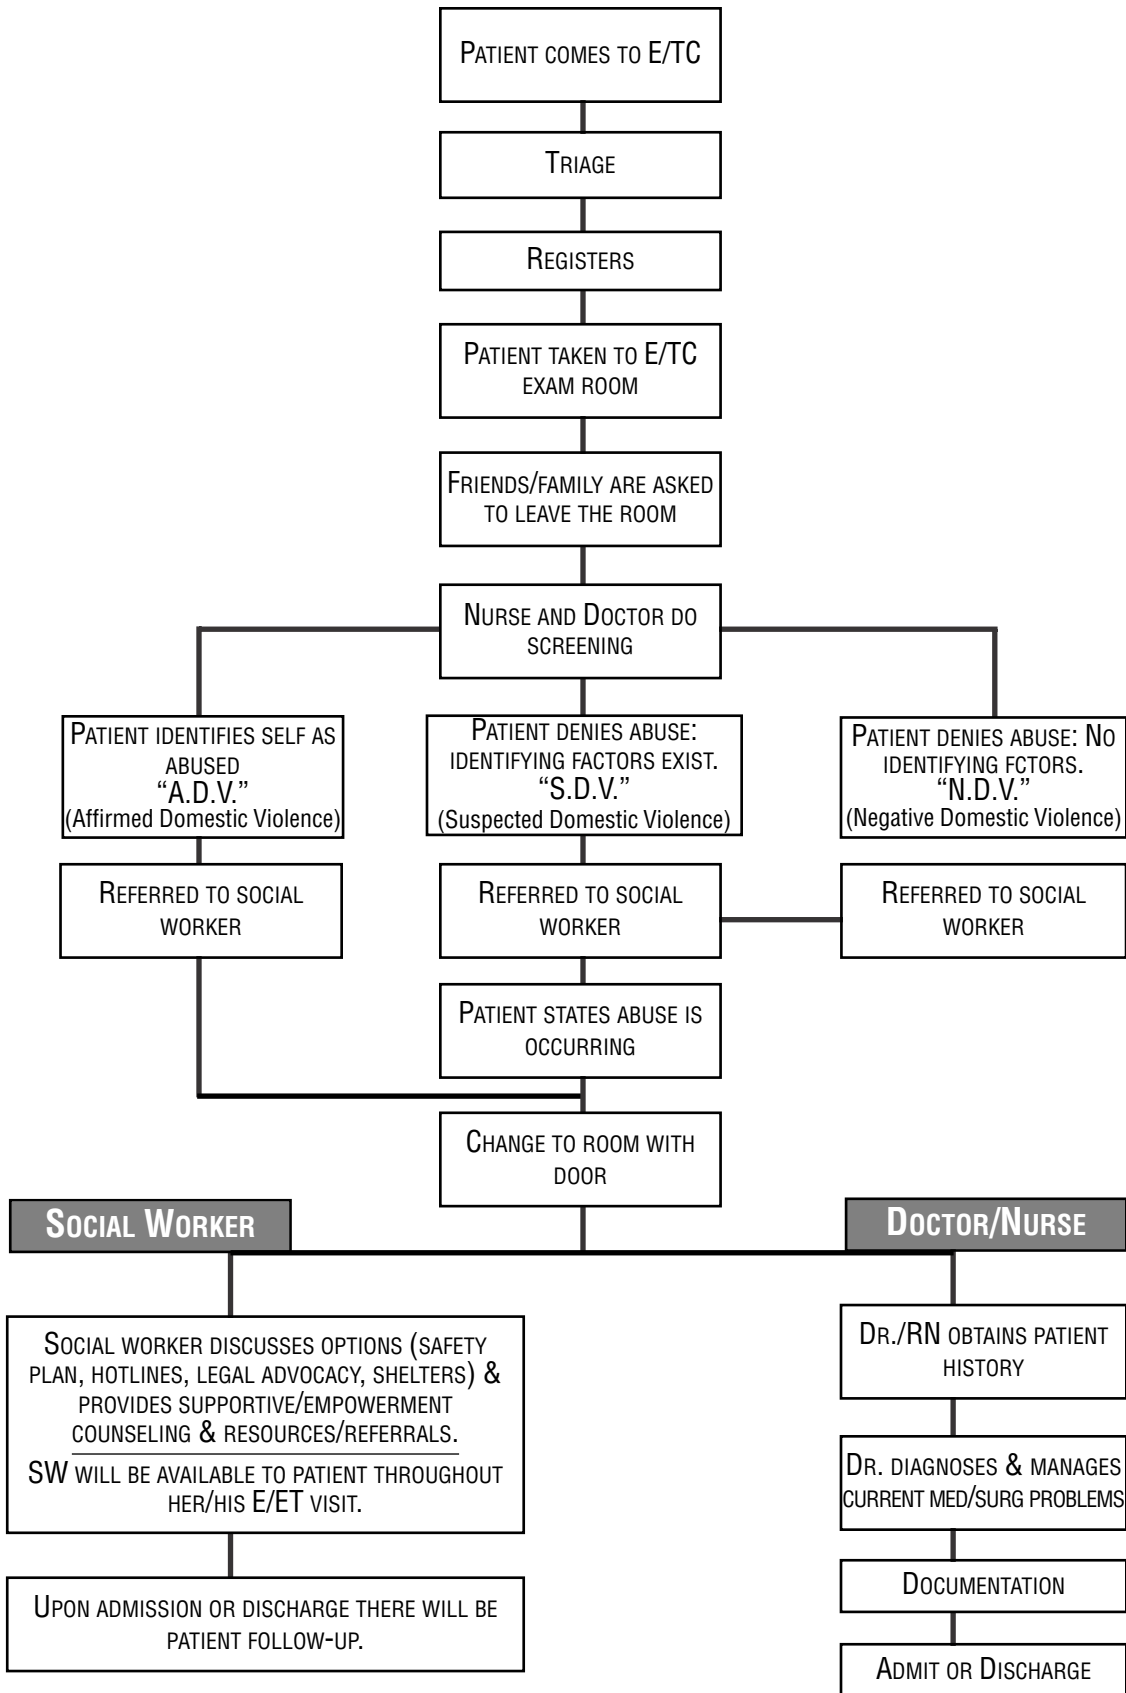 PATIENT COMES TO E/TC
TRIAGE
REGISTERS
PATIENT TAKEN TO E/TC
EXAM ROOM
FRIENDS/FAMILY ARE ASKED
TO LEAVE THE ROOM
NURSE AND DOCTOR DO
SCREENING
PATIENT IDENTIFIES SELF AS
ABUSED
“A.D.V.”
(Affirmed Domestic Violence)
PATIENT DENIES ABUSE:
IDENTIFYING FACTORS EXIST.
“S.D.V.”
(Suspected Domestic Violence)
PATIENT DENIES ABUSE: NO
IDENTIFYING FCTORS.
“N.D.V.”
(Negative Domestic Violence)
REFERRED TO SOCIAL
WORKER
REFERRED TO SOCIAL
WORKER
REFERRED TO SOCIAL
WORKER
PATIENT STATES ABUSE IS
OCCURRING
CHANGE TO ROOM WITH
DOOR
SOCIAL WORKER
SOCIAL WORKER DISCUSSES OPTIONS (SAFETY
PLAN, HOTLINES, LEGAL ADVOCACY, SHELTERS) &
PROVIDES SUPPORTIVE/EMPOWERMENT
COUNSELING & RESOURCES/REFERRALS.
SW WILL BE AVAILABLE TO PATIENT THROUGHOUT
HER/HIS E/ET VISIT.
UPON ADMISSION OR DISCHARGE THERE WILL BE
PATIENT FOLLOW-UP.
DOCTOR/NURSE
DR./RN OBTAINS PATIENT
HISTORY
DR. DIAGNOSES & MANAGES
CURRENT MED/SURG PROBLEMS
DOCUMENTATION
ADMIT OR DISCHARGE